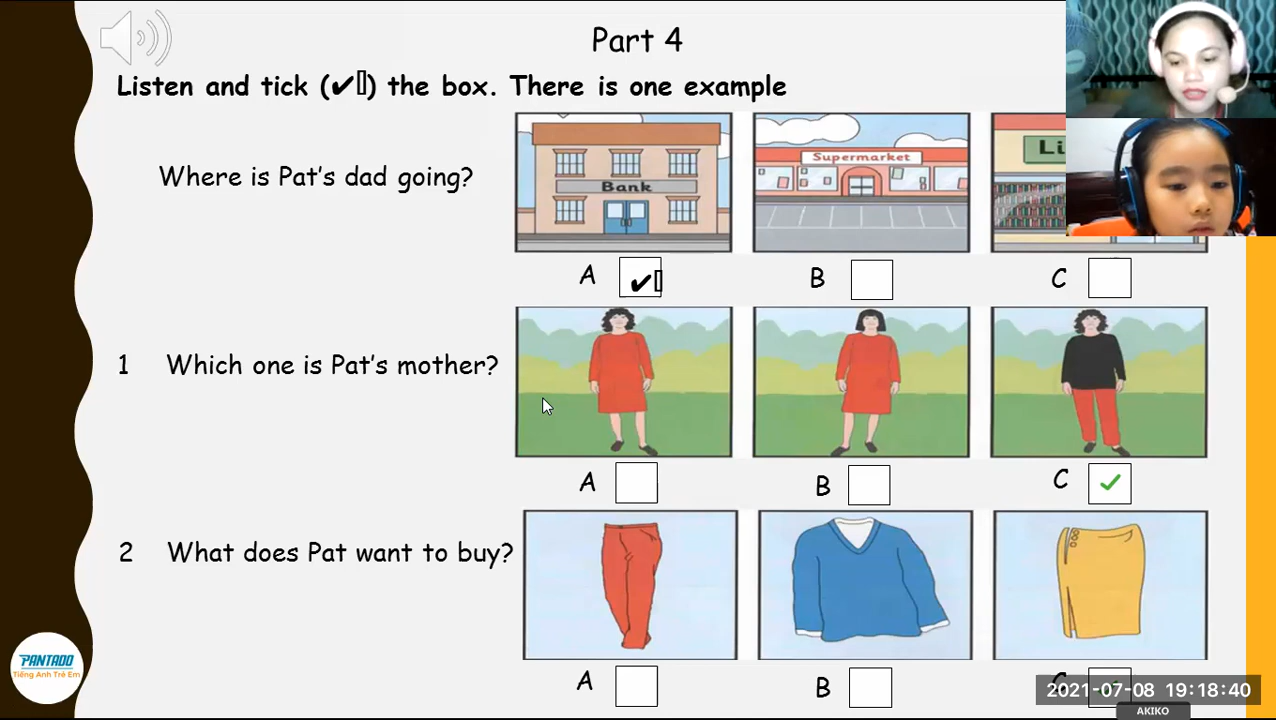 Part 4
Listen and tick (✔▯) the box. There is one example
Where is Pat's dad going?
Bank
Supermarket
Li
A ✔▯ B C
1 Which one is Pat's mother?
A B C ✓
2 What does Pat want to buy?
A B C ✓
PANTADO
Tiếng Anh Trẻ Em
2021-07-08 19:18:40
AKIKO